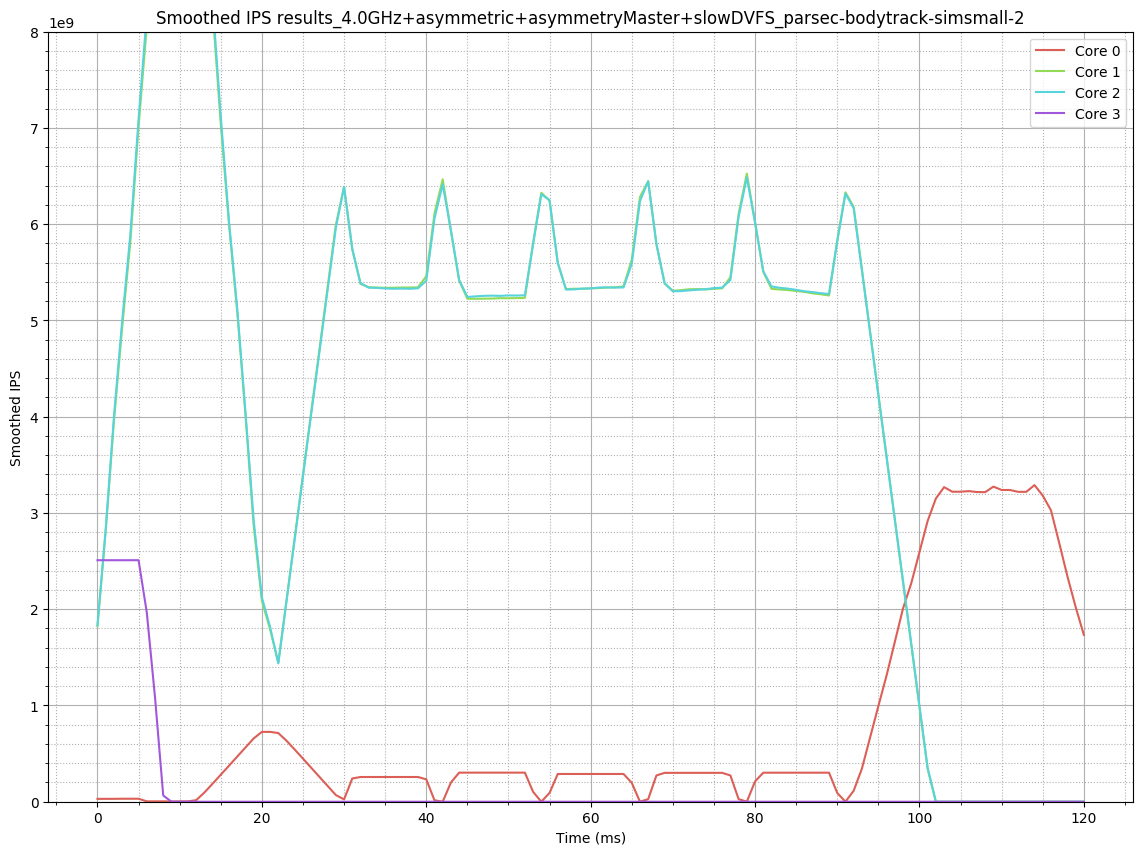 Smoothed IPS results_4.0GHz+asymmetric+asymmetryMaster+slowDVFS_parsec-bodytrack-simsmall-2
1e9
Core 0
Core 1
Core 2
Core 3
8
7
6
5
4
3
2
1
0
Smoothed IPS
0 20 40 60 80 100 120
Time (ms)